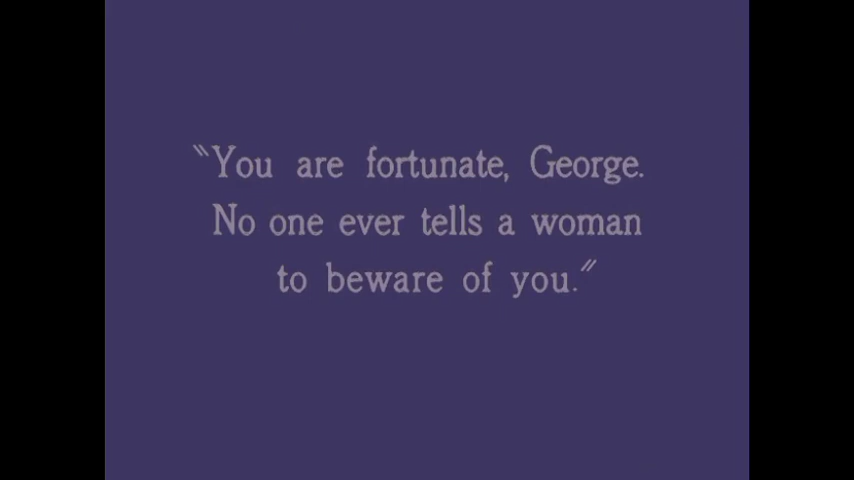 "You are fortunate, George.
No one ever tells a woman
to beware of you."